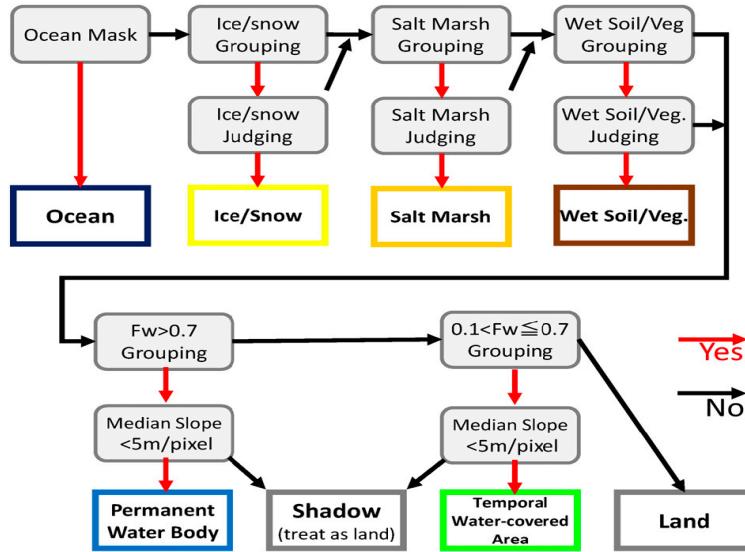 Ocean Mask
Ice/snow
Grouping
Salt Marsh
Grouping
Wet Soil/Veg
Grouping
Ice/snow
Judging
Salt Marsh
Judging
Wet Soil/Veg.
Judging
Ocean
Ice/Snow
Salt Marsh
Wet Soil/Veg.
Fw>0.7
Grouping
0.1<Fw≦0.7
Grouping
Yes
No
Median Slope
<5m/pixel
Median Slope
<5m/pixel
Permanent
Water Body
Shadow
(treat as land)
Temporal
Water-covered
Area
Land